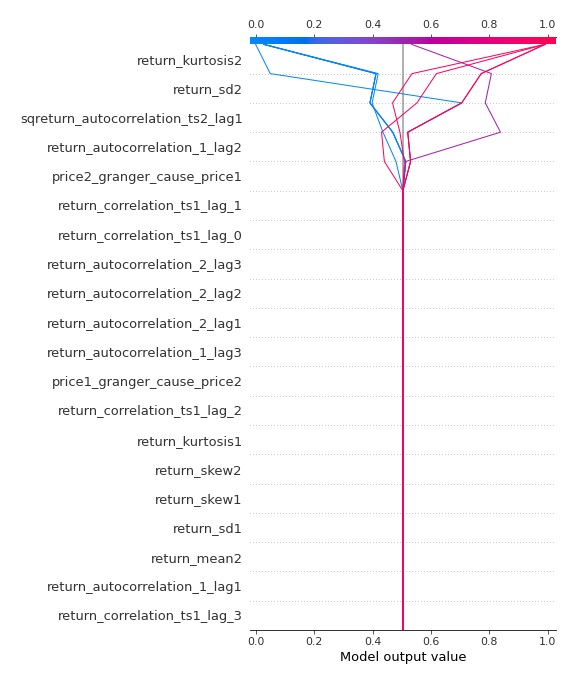 0.0 0.2 0.4 0.6 0.8 1.0
return_kurtosis2
return_sd2
sqreturn_autocorrelation_ts2_lag1
return_autocorrelation_1_lag2
price2_granger_cause_price1
return_correlation_ts1_lag_1
return_correlation_ts1_lag_0
return_autocorrelation_2_lag3
return_autocorrelation_2_lag2
return_autocorrelation_2_lag1
return_autocorrelation_1_lag3
price1_granger_cause_price2
return_correlation_ts1_lag_2
return_kurtosis1
return_skew2
return_skew1
return_sd1
return_mean2
return_autocorrelation_1_lag1
return_correlation_ts1_lag_3
0.0 0.2 0.4 0.6 0.8 1.0
Model output value